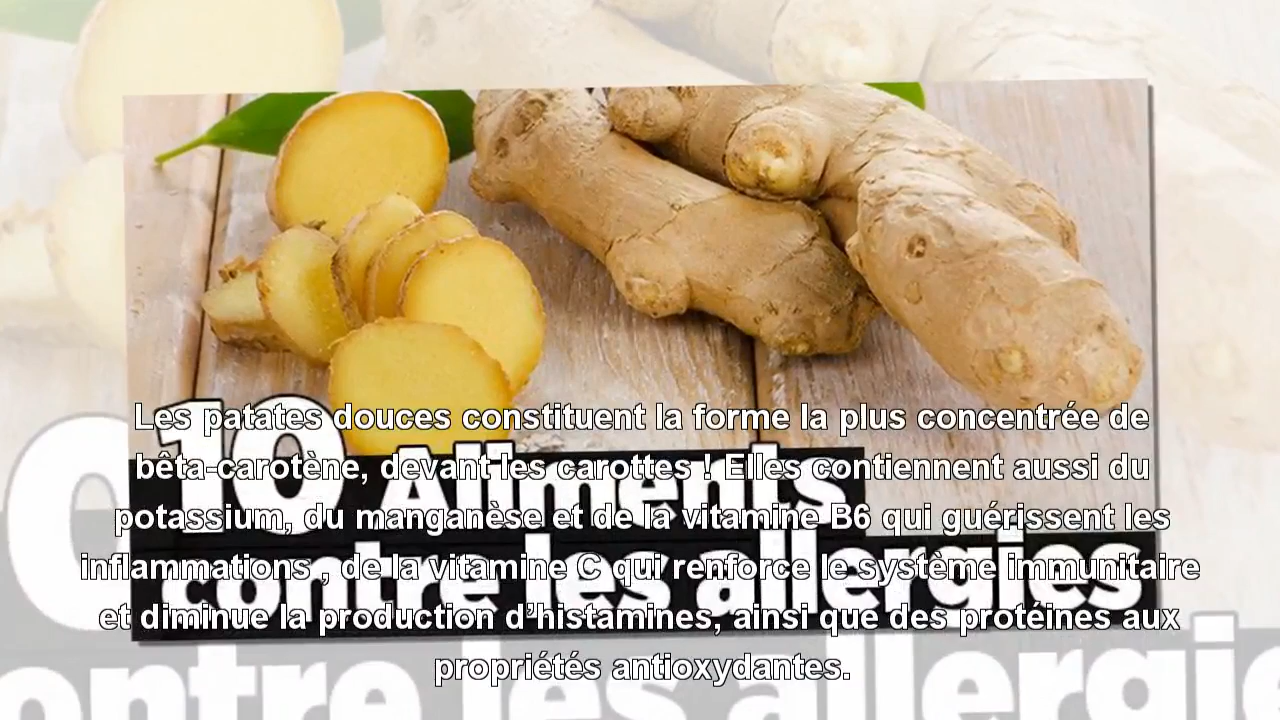 Les patates douces constituent la forme la plus concentrée de
bêta-carotène, devant les carottes ! Elles contiennent aussi du
potassium, du manganèse et de la vitamine B6 qui guérissent les
inflammations , de la vitamine C qui renforce le système immunitaire
et diminue la production d’histamines, ainsi que des protéines aux
propriétés antioxydantes.
10 Aliments
contre les allergies
0
ontre les allergie